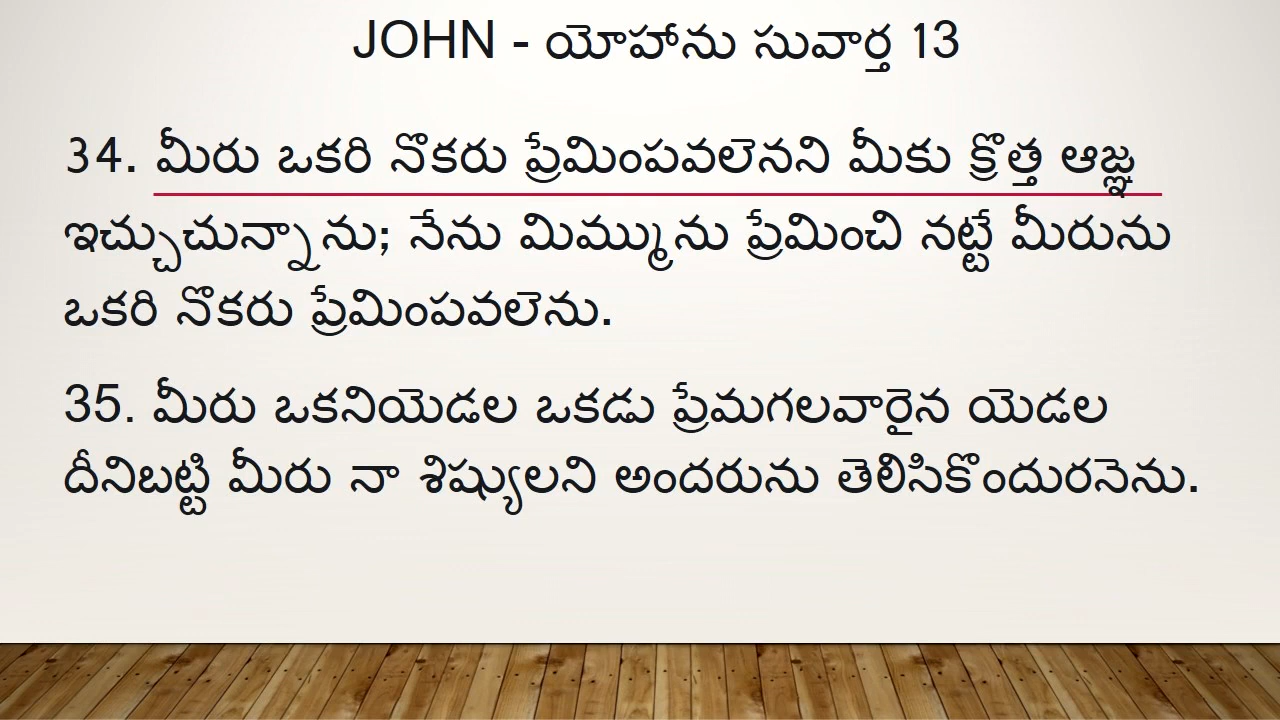 JOHN - యోహాను సువార్త 13
34. మీరు ఒకరి నొకరు ప్రేమింపవలెనని మీకు క్రొత్త ఆజ్ఞ
ఇచ్చుచున్నాను; నేను మిమ్మును ప్రేమించి నట్టే మీరును
ఒకరి నొకరు ప్రేమింపవలెను.
35. మీరు ఒకనియెడల ఒకడు ప్రేమగలవారైన యెడల
దీనిబట్టి మీరు నా శిష్యులని అందరును తెలిసికొందురనెను.